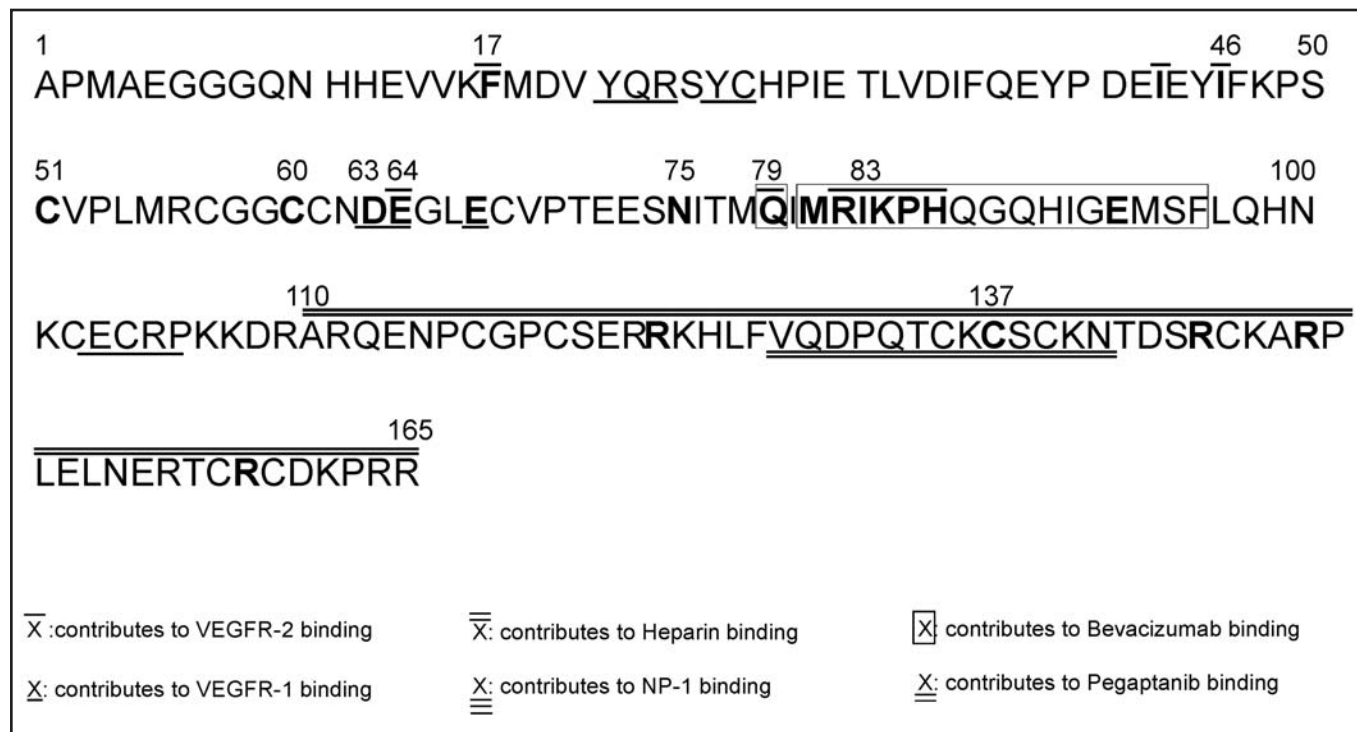 1 17 46 50
APMAEGGGQN HHEVVKFMDV YQRSYCHPIE TLVDIFQEYP DEIEYIFKPS
51 60 63 64 75 79 83 100
CVPLMRCGGCCNDEGLECVPTEESNITMQIMRIKPHQGQHIGEMSFLQHN
110 137
KCECRPKKDRARQENPCGPCSERRKHLFVQDPQTCKCSCKNTDSRCKARP
165
LELNERTCRCDKPRR
X :contributes to VEGFR-2 binding X: contributes to Heparin binding X: contributes to Bevacizumab binding
X: contributes to VEGFR-1 binding X: contributes to NP-1 binding X: contributes to Pegaptanib binding